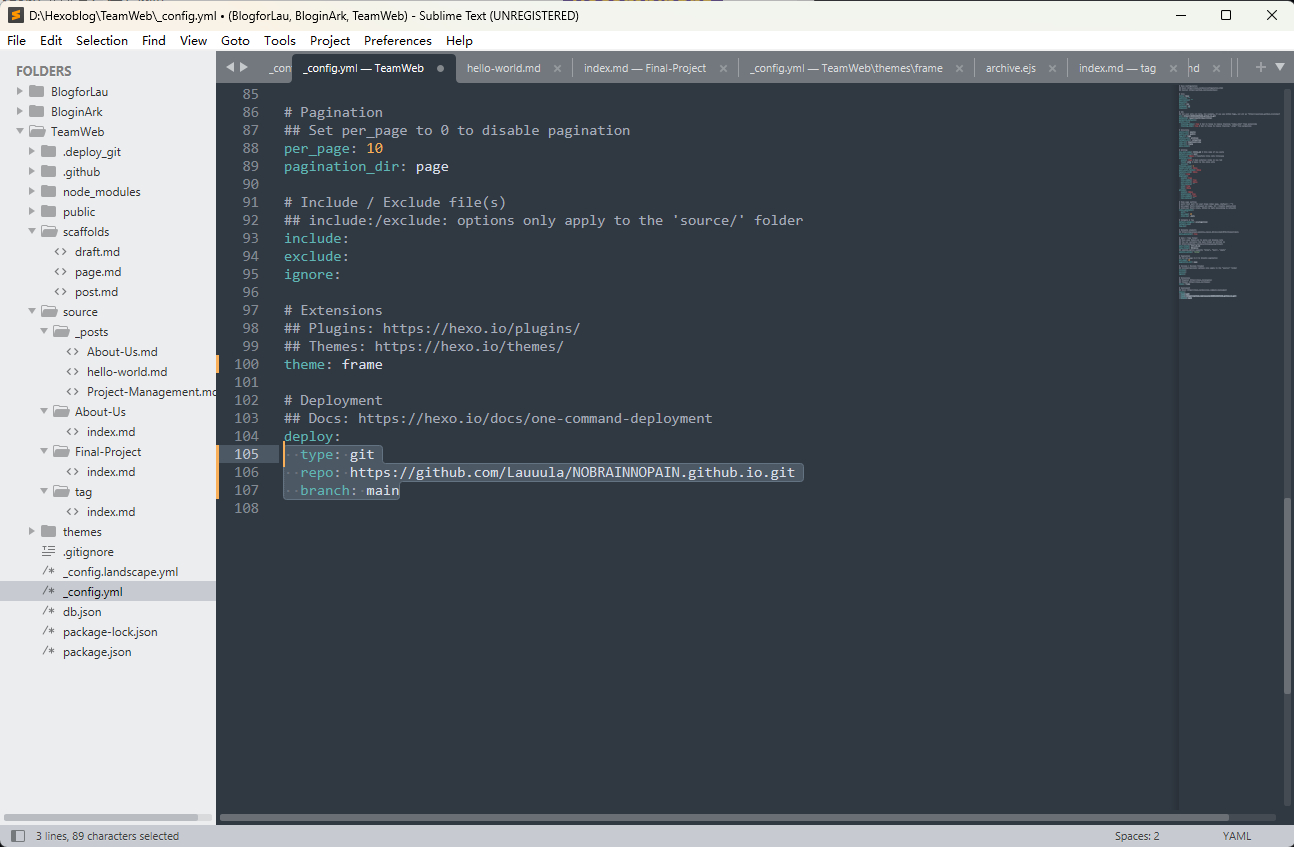 D:\Hexoblog\TeamWeb\_config.yml • (BlogforLau, BloginArk, TeamWeb) - Sublime Text (UNREGISTERED)
File Edit Selection Find View Goto Tools Project Preferences Help
FOLDERS
BlogforLau
BloginArk
TeamWeb
.deploy_git
.github
node_modules
public
scaffolds
draft.md
page.md
post.md
source
_posts
About-Us.md
hello-world.md
Project-Management.md
About-Us
index.md
Final-Project
index.md
tag
index.md
themes
.gitignore
_config.landscape.yml
_config.yml
db.json
package-lock.json
package.json
_con _config.yml — TeamWeb hello-world.md index.md — Final-Project _config.yml — TeamWeb\themes\frame archive.ejs index.md — tag nd
85
86 # Pagination
87 ## Set per_page to 0 to disable pagination
88 per_page: 10
89 pagination_dir: page
90
91 # Include / Exclude file(s)
92 ## include:/exclude: options only apply to the 'source/' folder
93 include:
94 exclude:
95 ignore:
96
97 # Extensions
98 ## Plugins: https://hexo.io/plugins/
99 ## Themes: https://hexo.io/themes/
100 theme: frame
101
102 # Deployment
103 ## Docs: https://hexo.io/docs/one-command-deployment
104 deploy:
105 type: git
106 repo: https://github.com/Lauuula/NOBRAINNOPAIN.github.io.git
107 branch: main
108
3 lines, 89 characters selected
Spaces: 2
YAML